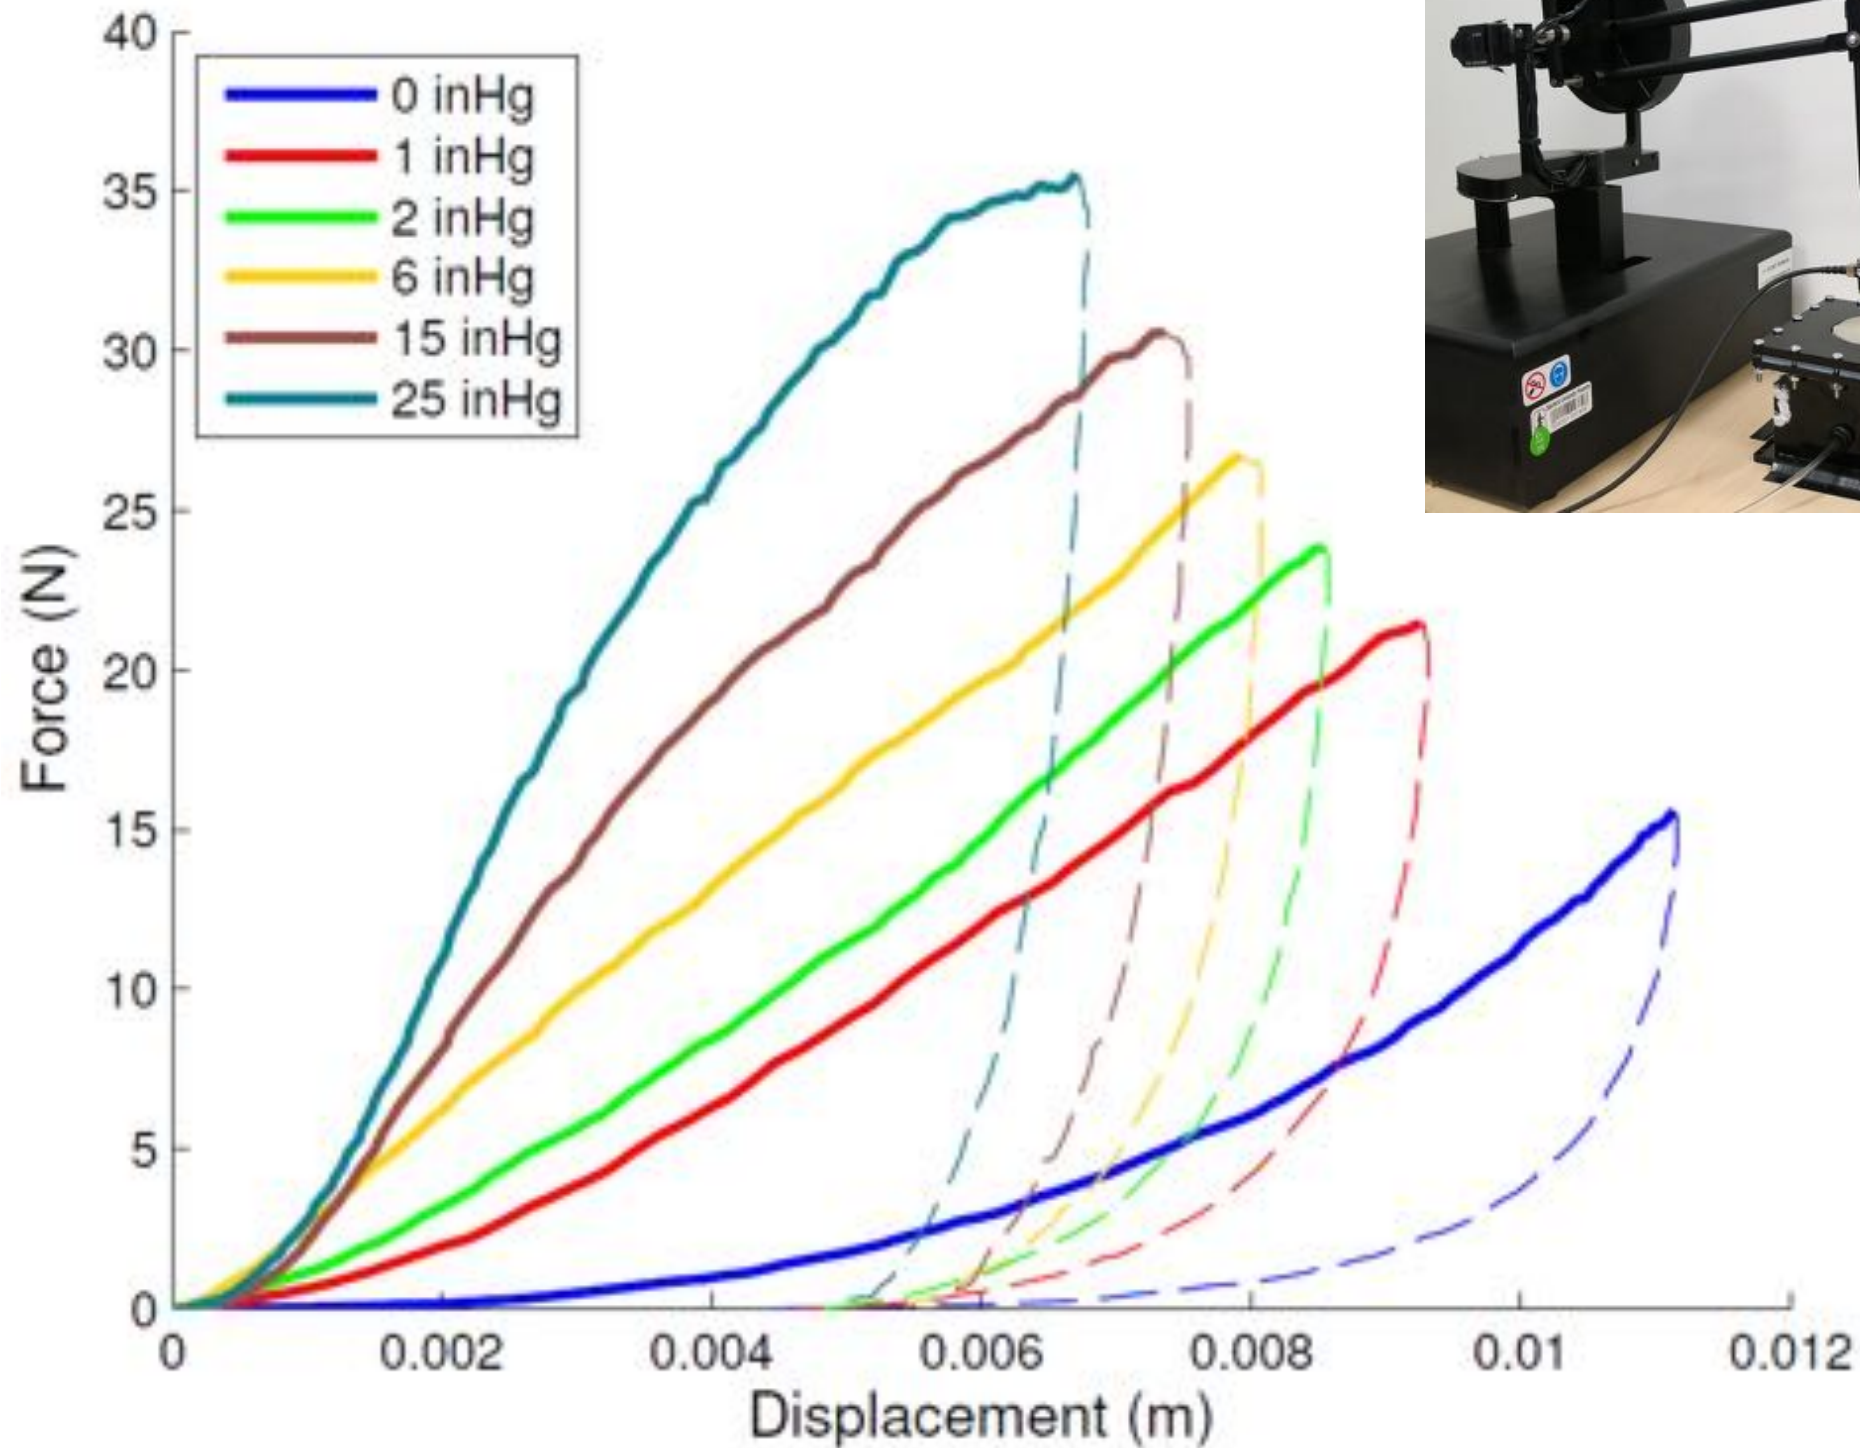 40
35
30
25
20
15
10
5
0
Force (N)
0 inHg
1 inHg
2 inHg
6 inHg
15 inHg
25 inHg
0 0.002 0.004 0.006 0.008 0.01 0.012
Displacement (m)